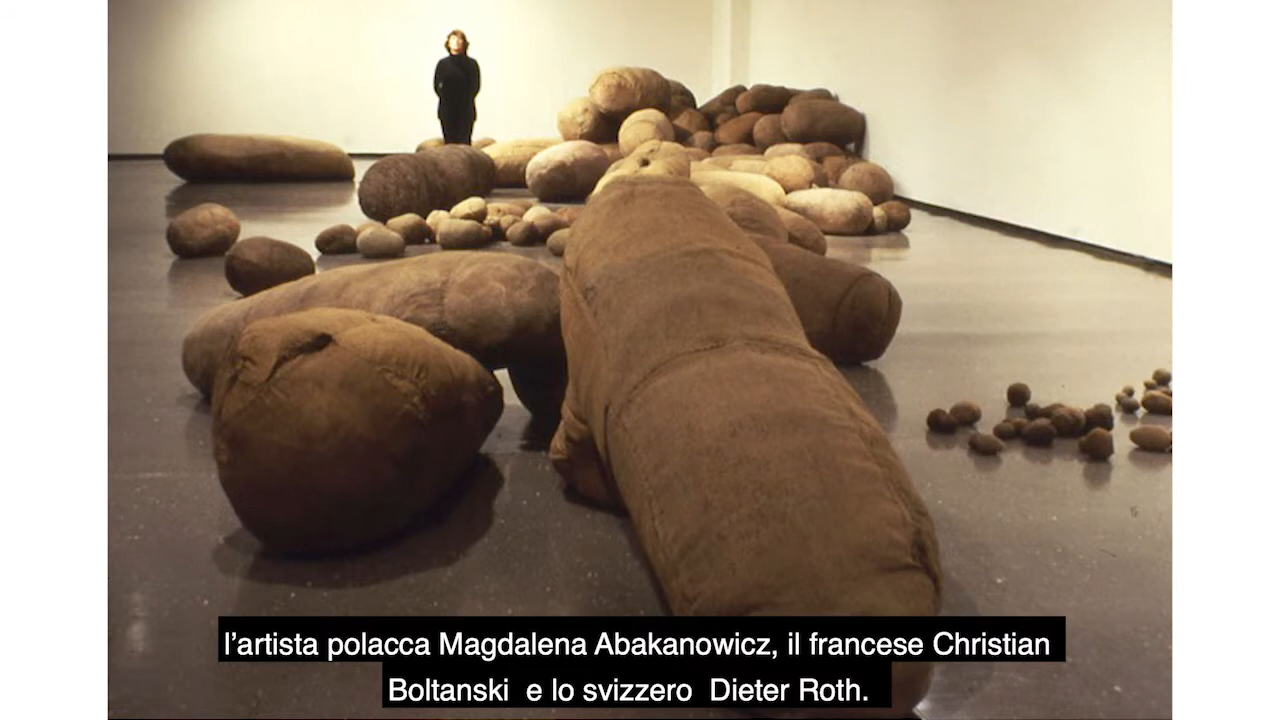 l’artista polacca Magdalena Abakanowicz, il francese Christian
Boltanski  e lo svizzero  Dieter Roth.